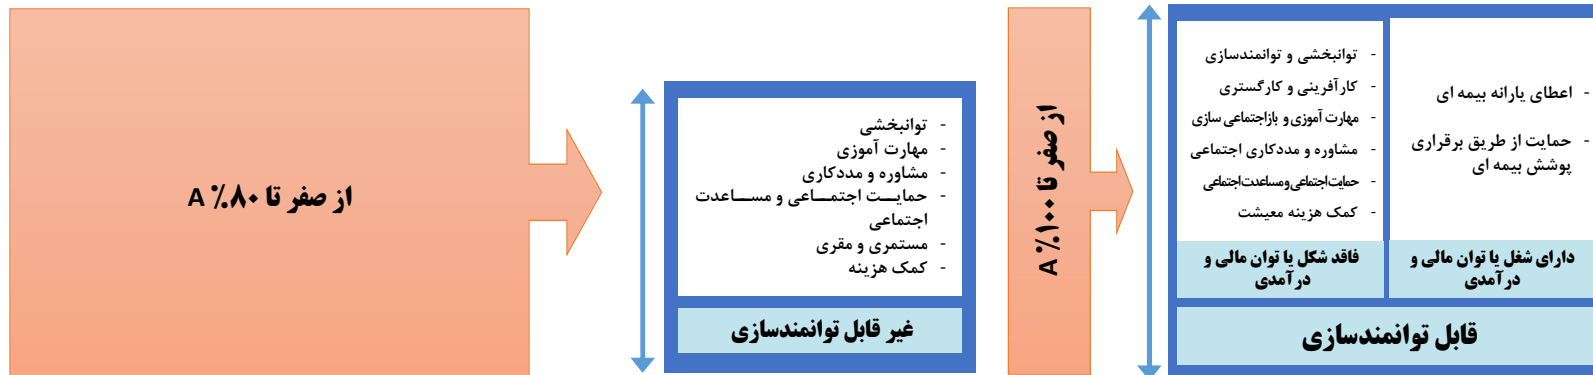 - اعطای یارانه بیمه ای
- حمایت از طریق برقراری
پوشش بیمه ای
دارای شغل یا توان مالی و
درآمدی
- توانبخشی و توانمندسازی
- کارآفرینی و کارگستری
- مهارت آموزی و بازاجتماعی سازی
- مشاوره و مددکاری اجتماعی
- حمایت اجتماعی و مساعدت اجتماعی
- کمک هزینه معیشت
فاقد شکل یا توان مالی و
درآمدی
قابل توانمندسازی
از صفر تا ۱۰۰٪ A
- توانبخشی
- مهارت آموزی
- مشاوره و مددکاری
- حمایت اجتماعی و مساعدت
اجتماعی
- مستمری و مقری
- کمک هزینه
غیر قابل توانمندسازی
از صفر تا ۸۰٪ A